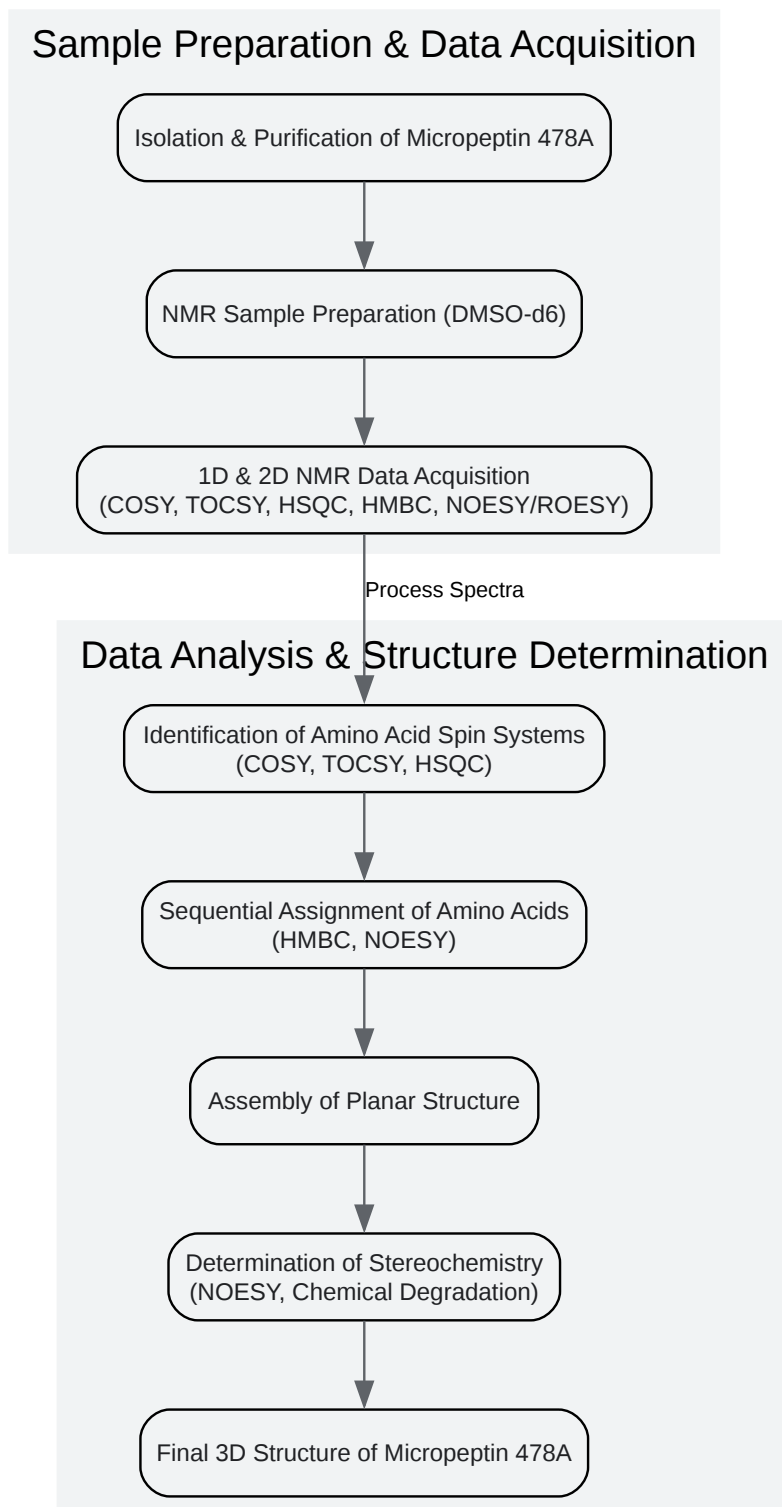 Sample Preparation & Data Acquisition
Isolation & Purification of Micropeptin 478A
NMR Sample Preparation (DMSO-d6)
1D & 2D NMR Data Acquisition
(COSY, TOCSY, HSQC, HMBC, NOESY/ROESY)
Process Spectra
Data Analysis & Structure Determination
Identification of Amino Acid Spin Systems
(COSY, TOCSY, HSQC)
Sequential Assignment of Amino Acids
(HMBC, NOESY)
Assembly of Planar Structure
Determination of Stereochemistry
(NOESY, Chemical Degradation)
Final 3D Structure of Micropeptin 478A